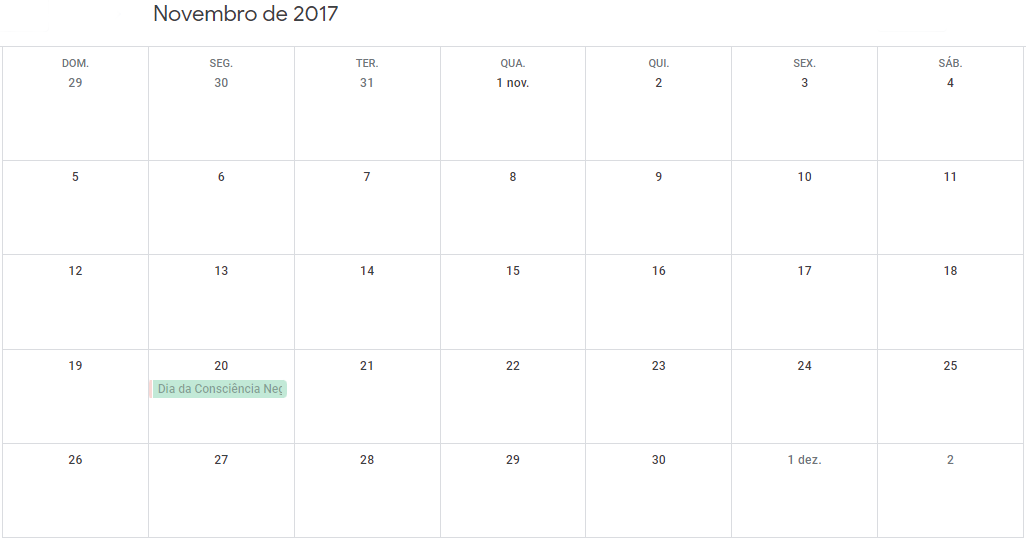 Novembro de 2017
DOM. SEG. TER. QUA. QUI. SEX. SÁB.
29 30 31 1 nov. 2 3 4
5 6 7 8 9 10 11
12 13 14 15 16 17 18
19 20 21 22 23 24 25
Dia da Consciência Neg
26 27 28 29 30 1 dez. 2